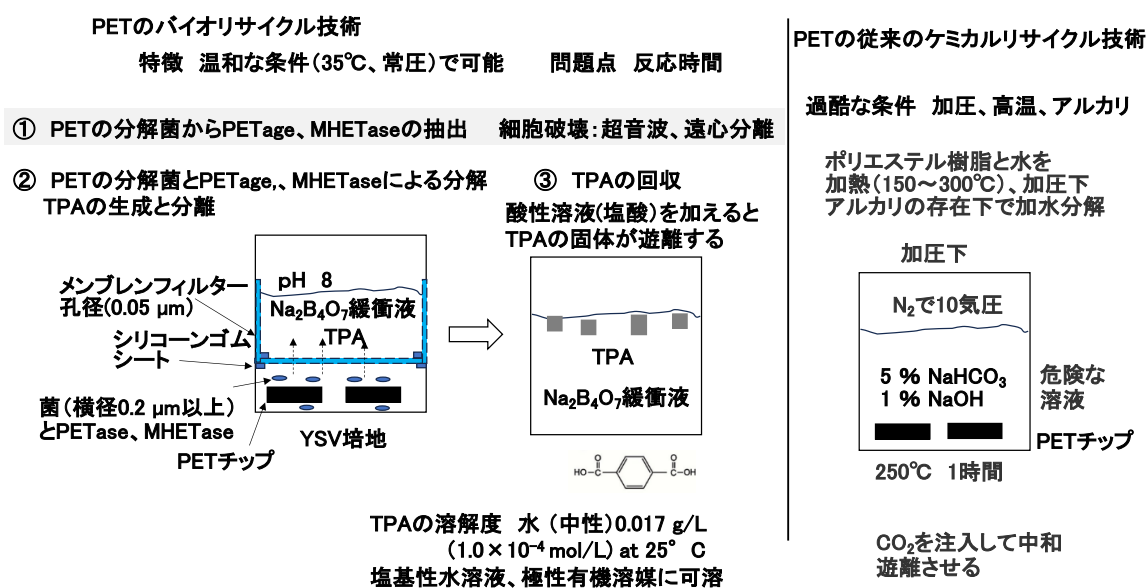 PETのバイオリサイクル技術
特徴 温和な条件(35℃、常圧)で可能 問題点 反応時間
① PETの分解菌からPETage、MHETaseの抽出 細胞破壊:超音波、遠心分離
② PETの分解菌とPETage,、MHETaseによる分解
TPAの生成と分離
メンブレンフィルター
孔径(0.05 μm)
シリコーンゴム
シート
菌(横径0.2 μm以上)
とPETase、MHETase
PETチップ
pH 8
Na₂B₄O₇緩衝液
TPA
YSV培地
③ TPAの回収
酸性溶液(塩酸)を加えると
TPAの固体が遊離する
TPA
Na₂B₄O₇緩衝液
HO
O
O
OH
TPAの溶解度 水 (中性)0.017 g/L
(1.0×10⁻⁴ mol/L) at 25° C
塩基性水溶液、極性有機溶媒に可溶
PETの従来のケミカルリサイクル技術
過酷な条件 加圧、高温、アルカリ
ポリエステル樹脂と水を
加熱(150~300℃)、加圧下
アルカリの存在下で加水分解
加圧下
N₂で10気圧
5 % NaHCO₃
1 % NaOH
危険な
溶液
PETチップ
250℃ 1時間
CO₂を注入して中和
遊離させる